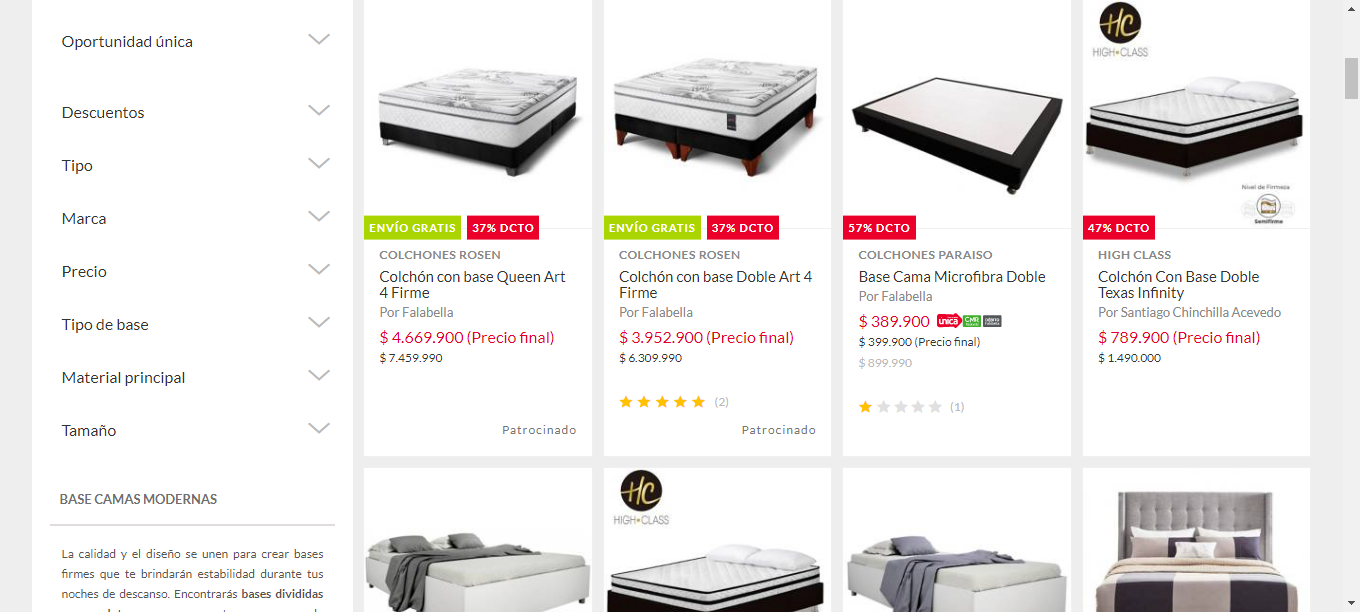 Oportunidad única
Descuentos
Tipo
Marca
Precio
Tipo de base
Material principal
Tamaño
BASE CAMAS MODERNAS
La calidad y el diseño se unen para crear bases
firmes que te brindarán estabilidad durante tus
noches de descanso. Encontrarás bases divididas
ENVÍO GRATIS 37% DCTO
COLCHONES ROSEN
Colchón con base Queen Art
4 Firme
Por Falabella
$ 4.669.900 (Precio final)
$ 7.459.990
Patrocinado
ENVÍO GRATIS 37% DCTO
COLCHONES ROSEN
Colchón con base Doble Art 4
Firme
Por Falabella
$ 3.952.900 (Precio final)
$ 6.309.990
(2)
Patrocinado
57% DCTO
COLCHONES PARAISO
Base Cama Microfibra Doble
Por Falabella
$ 389.900 única CMR
$ 399.900 (Precio final)
$ 899.990
(1)
HC
HIGH CLASS
Nivel de Firmeza
Semifirme
47% DCTO
HIGH CLASS
Colchón Con Base Doble
Texas Infinity
Por Santiago Chinchilla Acevedo
$ 789.900 (Precio final)
$ 1.490.000
HC
HIGH CLASS